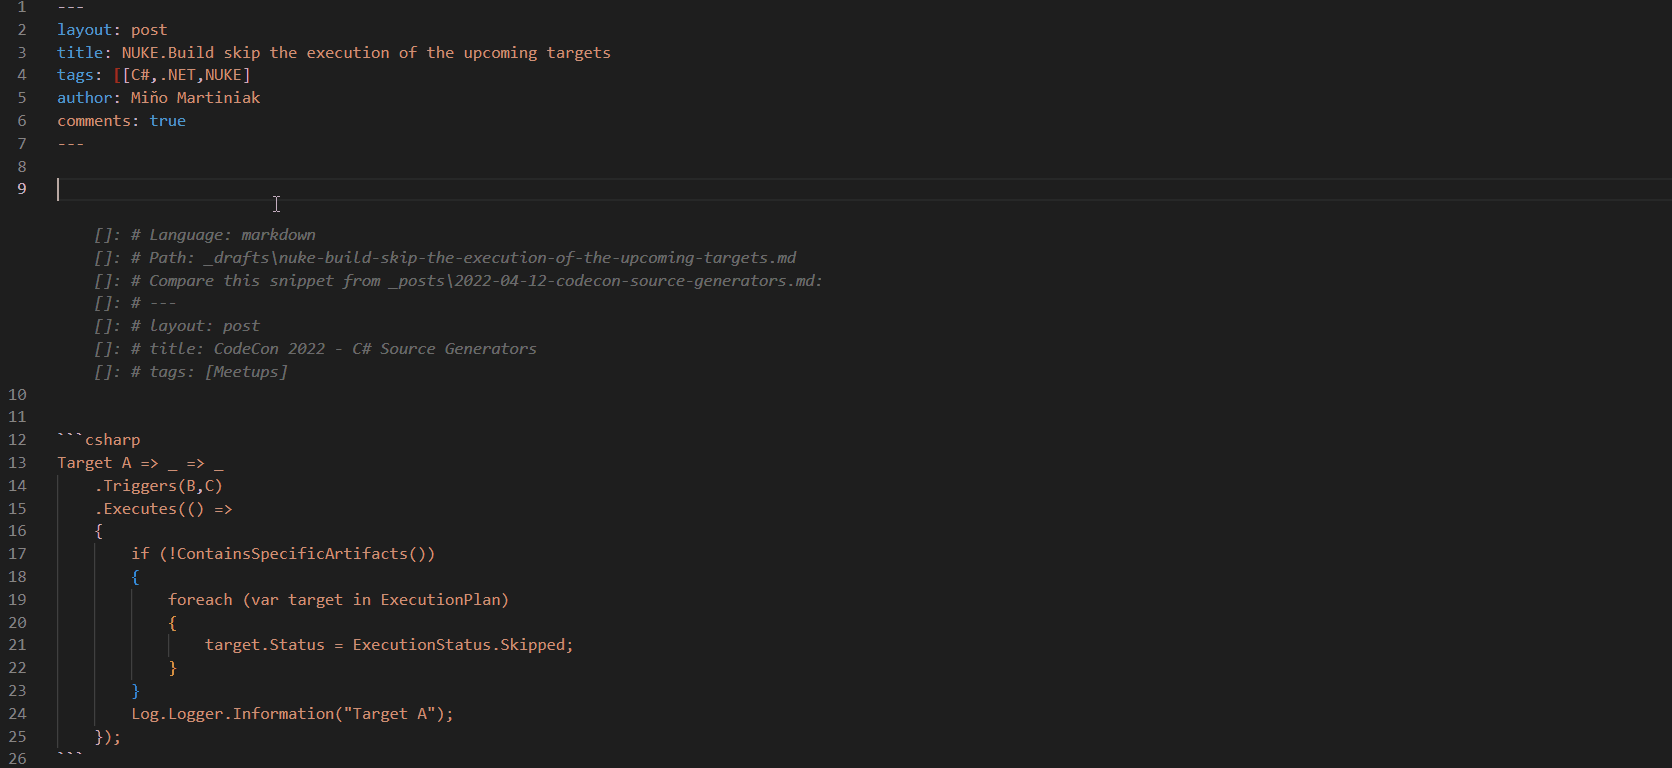 1 ---
2 layout: post
3 title: NUKE.Build skip the execution of the upcoming targets
4 tags: [[C#,.NET,NUKE]
5 author: Miňo Martiniak
6 comments: true
7 ---
8
9
[]: # Language: markdown
[]: # Path: _drafts\nuke-build-skip-the-execution-of-the-upcoming-targets.md
[]: # Compare this snippet from _posts\2022-04-12-codecon-source-generators.md:
[]: # ---
[]: # layout: post
[]: # title: CodeCon 2022 - C# Source Generators
[]: # tags: [Meetups]
10
11
12 ```csharp
13 Target A => _ => _
14     .Triggers(B,C)
15     .Executes(() =>
16     {
17         if (!ContainsSpecificArtifacts())
18         {
19             foreach (var target in ExecutionPlan)
20             {
21                 target.Status = ExecutionStatus.Skipped;
22             }
23         }
24         Log.Logger.Information("Target A");
25     });
26 ```